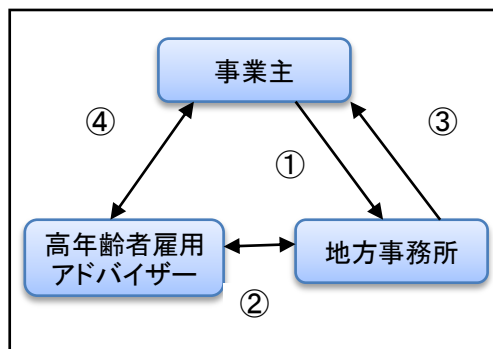 事業主
④
③
①
高年齢者雇用
アドバイザー
地方事務所
②